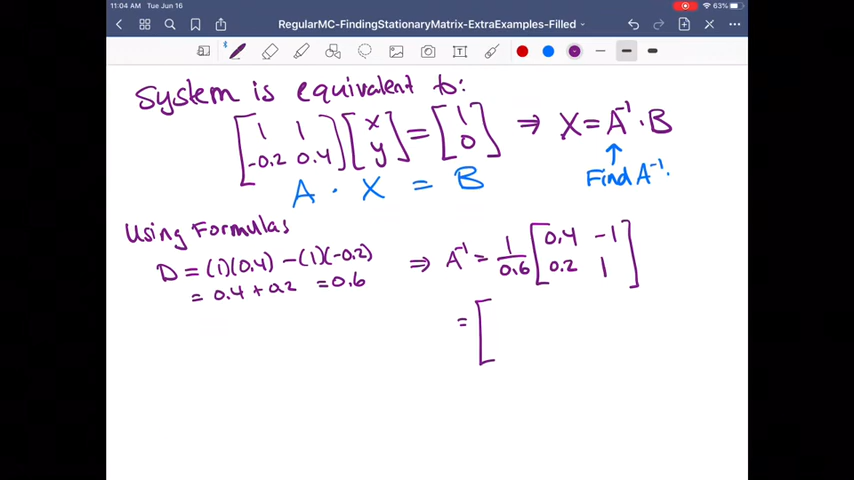 11:04 AM Tue Jun 16
63%
RegularMC-FindingStationaryMatrix-ExtraExamples-Filled
System is equivalent to:
[1 1; -0.2 0.4] [x; y] = [1; 0] ⇒ X = A⁻¹ · B
A · X = B
↑
Find A⁻¹.
Using Formulas
D = (1)(0.4) - (1)(-0.2) ⇒ A⁻¹ = 1/0.6 [0.4 -1; 0.2 1]
= 0.4 + 0.2 = 0.6
= [